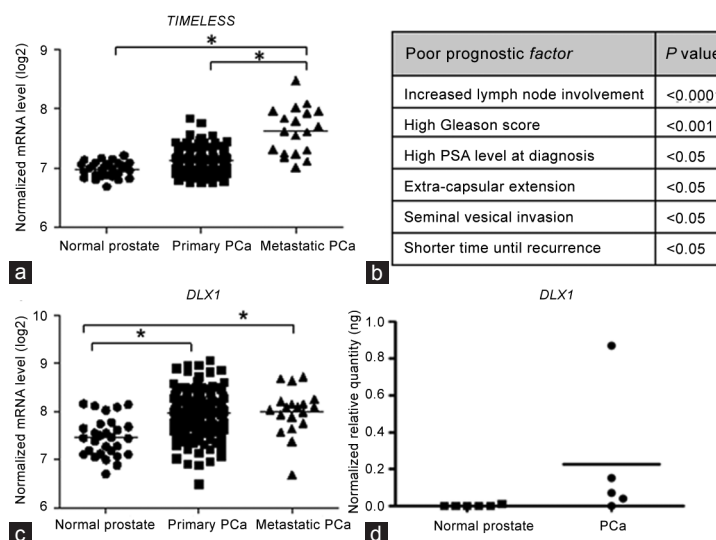 TIMELESS
*
*
Normalized mRNA level (log2)
9
8
7
6
Normal prostate Primary PCa Metastatic PCa
a
Poor prognostic factor P value
Increased lymph node involvement <0.000
High Gleason score <0.001
High PSA level at diagnosis <0.05
Extra-capsular extension <0.05
Seminal vesical invasion <0.05
Shorter time until recurrence <0.05
b
DLX1
*
*
Normalized mRNA level (log2)
10
9
8
7
6
Normal prostate Primary PCa Metastatic PCa
c
DLX1
Normalized relative quantity (ng)
1.0
0.8
0.6
0.4
0.2
0.0
Normal prostate PCa
d